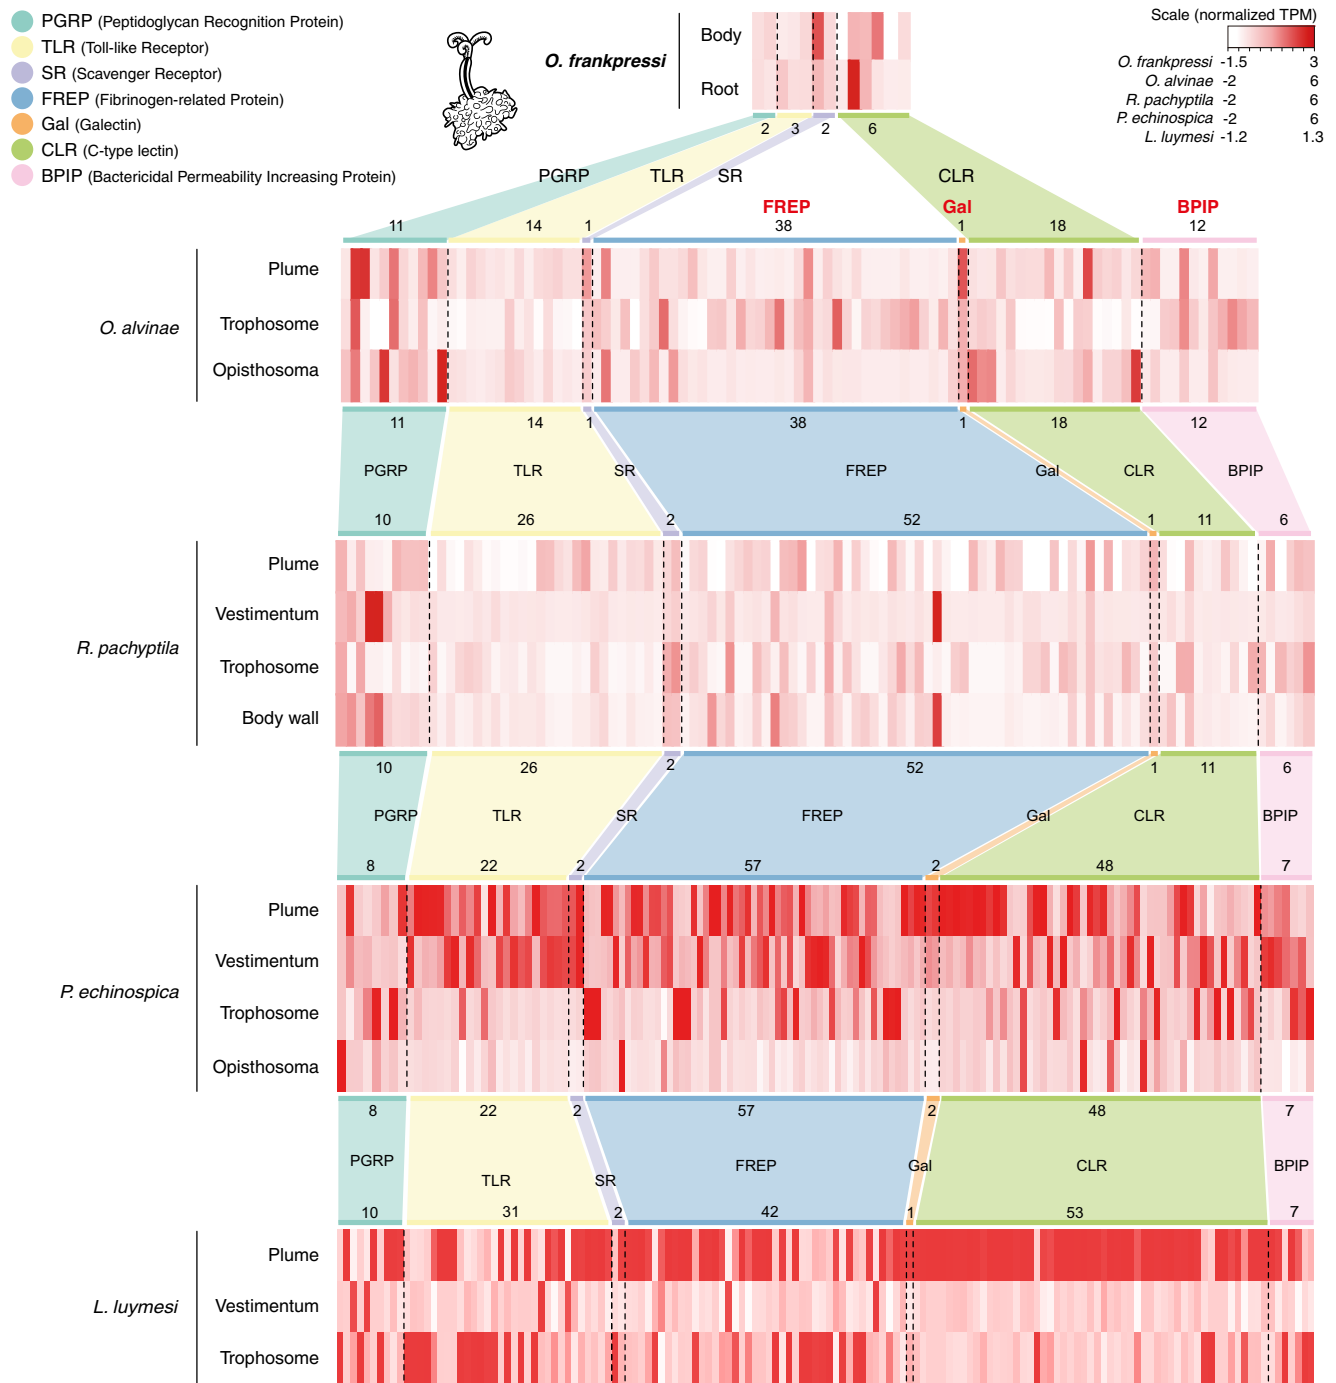 PGRP (Peptidoglycan Recognition Protein)
TLR (Toll-like Receptor)
SR (Scavenger Receptor)
FREP (Fibrinogen-related Protein)
Gal (Galectin)
CLR (C-type lectin)
BPIP (Bactericidal Permeability Increasing Protein)
O. frankpressi
Body
Root
Scale (normalized TPM)
O. frankpressi -1.5 3
O. alvinae -2 6
R. pachyptila -2 6
P. echinospica -2 6
L. luymesi -1.2 1.3
2 3 2 6
PGRP TLR SR CLR
FREP Gal BPIP
11 14 1 38 1 18 12
O. alvinae
Plume
Trophosome
Opisthosoma
11 14 1 38 1 18 12
PGRP TLR SR FREP Gal CLR BPIP
10 26 2 52 1 11 6
R. pachyptila
Plume
Vestimentum
Trophosome
Body wall
10 26 2 52 1 11 6
PGRP TLR SR FREP Gal CLR BPIP
8 22 2 57 2 48 7
P. echinospica
Plume
Vestimentum
Trophosome
Opisthosoma
8 22 2 57 2 48 7
PGRP TLR SR FREP Gal CLR BPIP
10 31 2 42 1 53 7
L. luymesi
Plume
Vestimentum
Trophosome